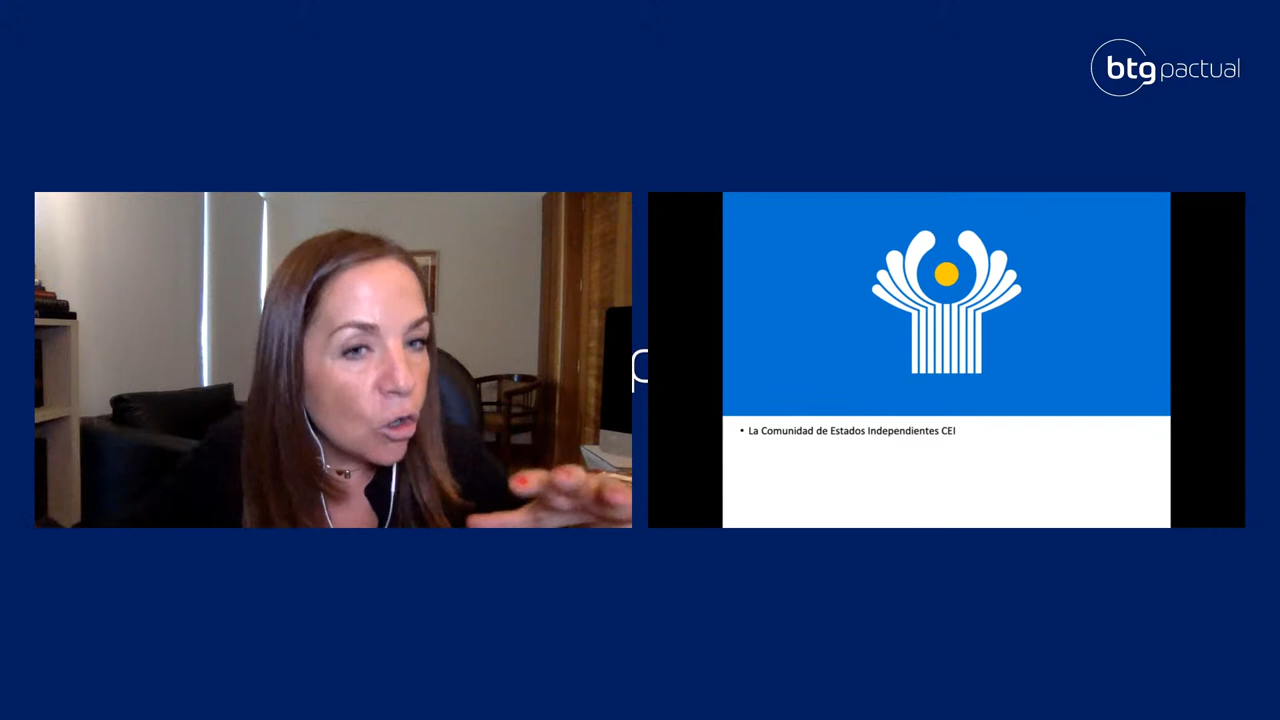 btg pactual
p
• La Comunidad de Estados Independientes CEI